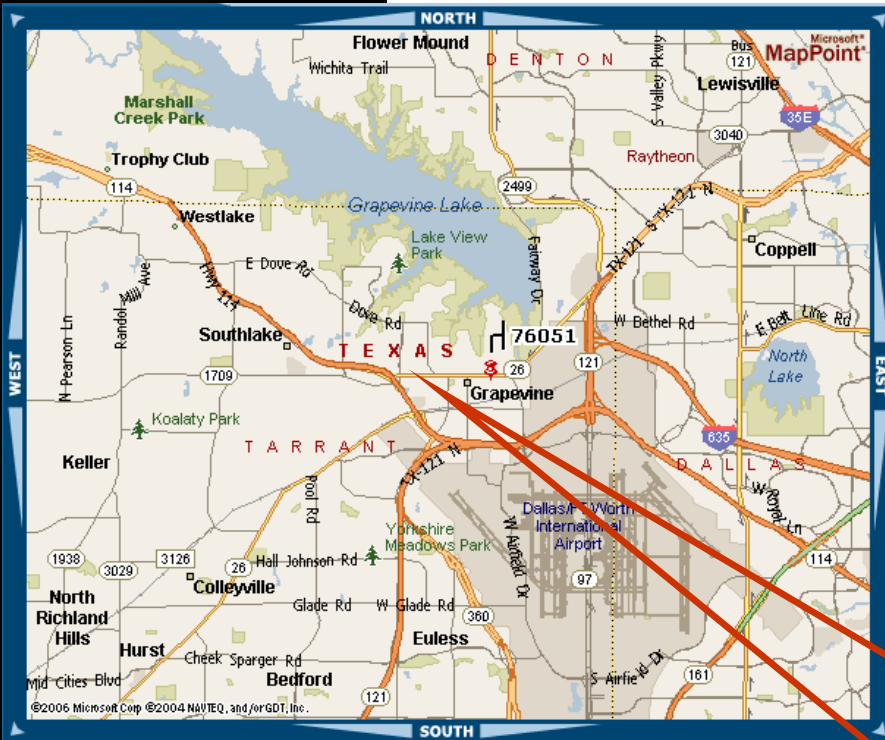 NORTH
Flower Mound
DENTON
Microsoft®
MapPoint®
Wichita Trail
S Valley Pkwy
Bus
121
Lewisville
35E
Marshall
Creek Park
3040
Raytheon
Trophy Club
114
2499
TX-121 N
Westlake
Grapevine Lake
TX-121 S
Lake View
Park
Fairway Dr
Coppell
E Dove Rd
Randol Mill Ave
Hwy 114
Dove Rd
W Bethel Rd
E Belt Line Rd
N Pearson Ln
Southlake
76051
TEXAS
WEST
EAST
North
Lake
1709
26
121
Grapevine
Koalaty Park
635
TARRANT
Keller
TX-121 N
DALLAS
Pool Rd
W Royal Ln
Dallas/Ft Worth
International
Airport
Yorkshire
Meadows Park
W Airfield Dr
1938
3126
3029
26
Hall Johnson Rd
97
114
Colleyville
North
Richland
Hills
Glade Rd
W Glade Rd
360
Euless
Hurst
Cheek Sparger Rd
Mid Cities Blvd
Bedford
S Airfield Dr
161
121
©2006 Microsoft Corp ©2004 NAVTEQ, and/or GDT, Inc.
SOUTH